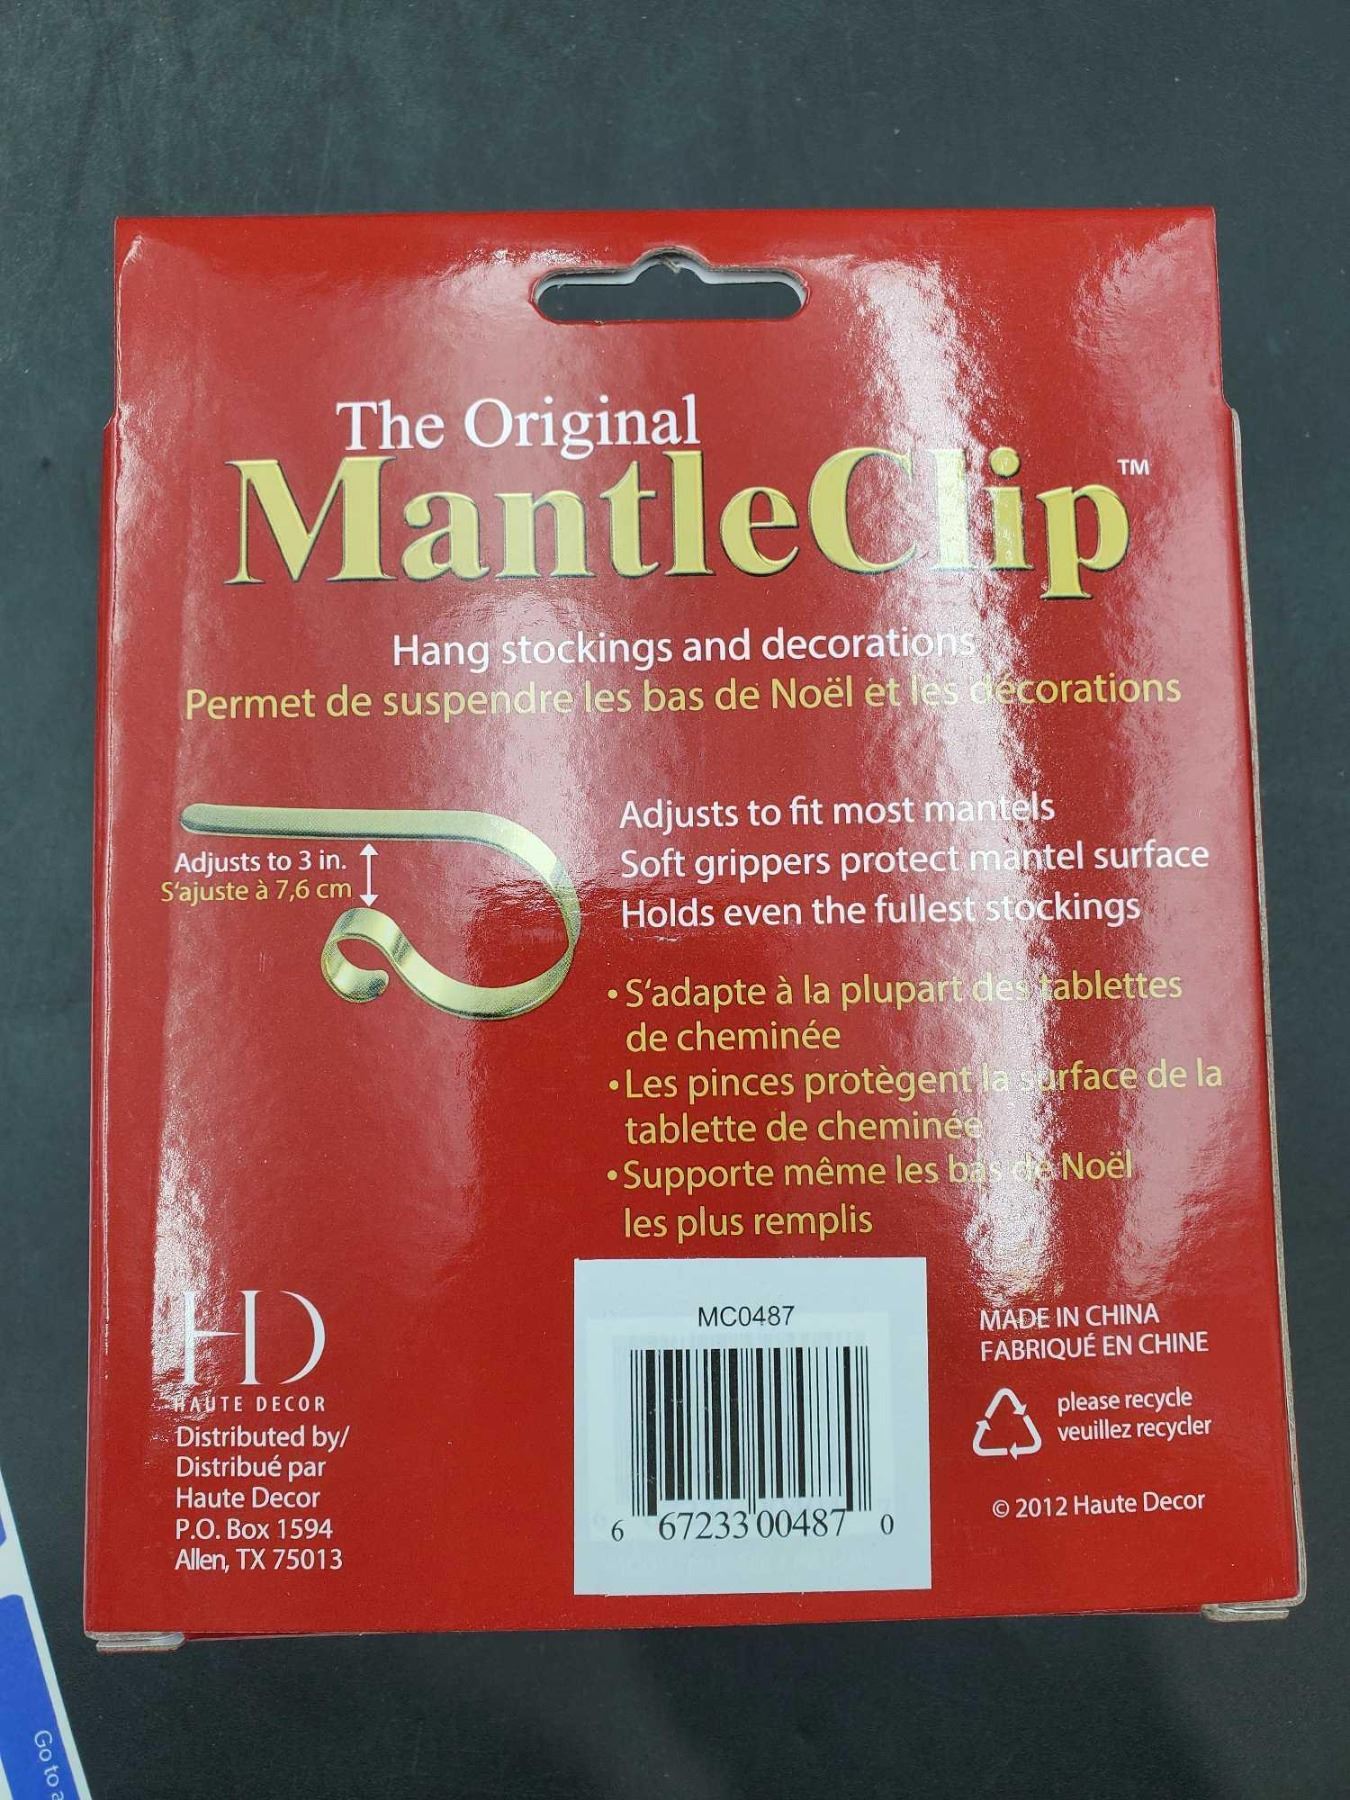 The Original
MantleClip™
Hang stockings and decorations
Permet de suspendre les bas de Noël et les décorations
Adjusts to 3 in.
S'ajuste à 7,6 cm
Adjusts to fit most mantels
Soft grippers protect mantel surface
Holds even the fullest stockings
• S'adapte à la plupart des tablettes
de cheminée
• Les pinces protègent la surface de la
tablette de cheminée
• Supporte même les bas de Noël
les plus remplis
HD
HAUTE DECOR
Distributed by/
Distribué par
Haute Decor
P.O. Box 1594
Allen, TX 75013
MC0487
6 67233 00487 0
MADE IN CHINA
FABRIQUÉ EN CHINE
please recycle
veuillez recycler
© 2012 Haute Decor
Go to